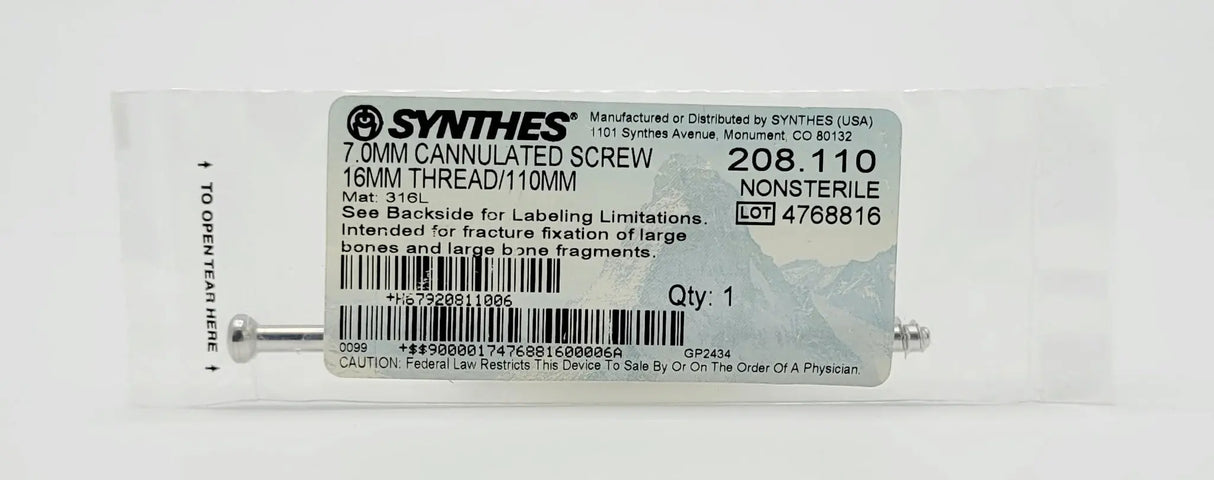 TO OPEN TEAR HERE
SYNTHES®
Manufactured or Distributed by SYNTHES (USA)
1101 Synthes Avenue, Monument, CO 80132
7.0MM CANNULATED SCREW
16MM THREAD/110MM
208.110
NONSTERILE
LOT 4768816
Mat: 316L
See Backside for Labeling Limitations.
Intended for fracture fixation of large
bones and large bone fragments.
+H67920811006
Qty: 1
0099 +$$9000017476881600006A GP2434
CAUTION: Federal Law Restricts This Device To Sale By Or On The Order Of A Physician.